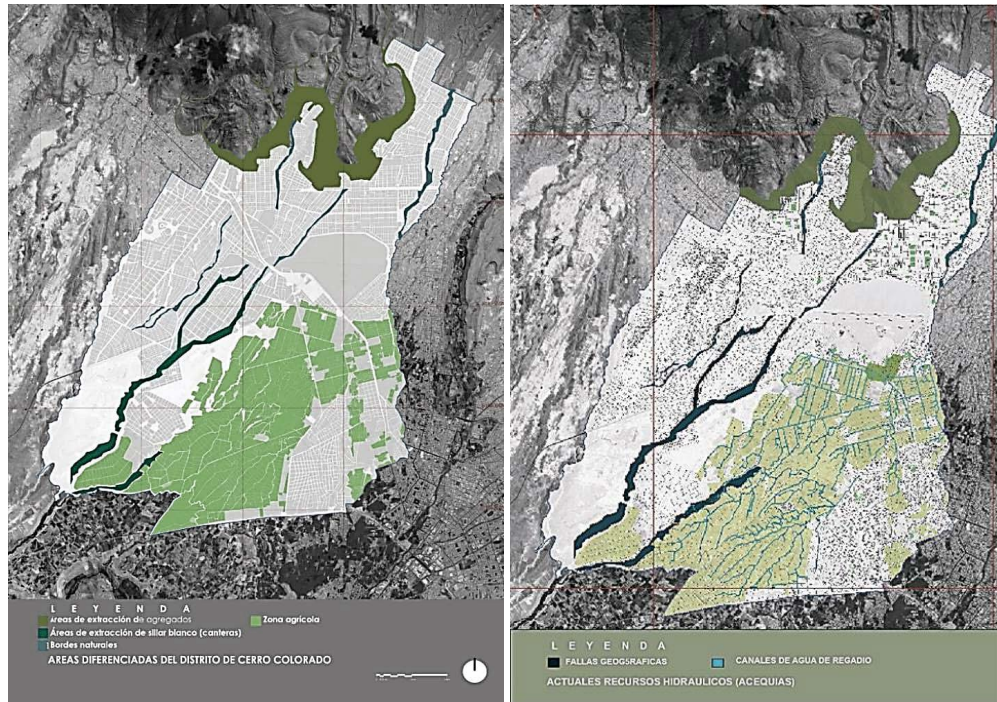 L E Y E N D A
Áreas de extracción de agregados
Zona agrícola
Áreas de extracción de sillar blanco (canteras)
Bordes naturales
AREAS DIFERENCIADAS DEL DISTRITO DE CERRO COLORADO
L E Y E N D A
FALLAS GEOGSRAFICAS
CANALES DE AGUA DE REGADIO
ACTUALES RECURSOS HIDRAULICOS (ACEQUIAS)